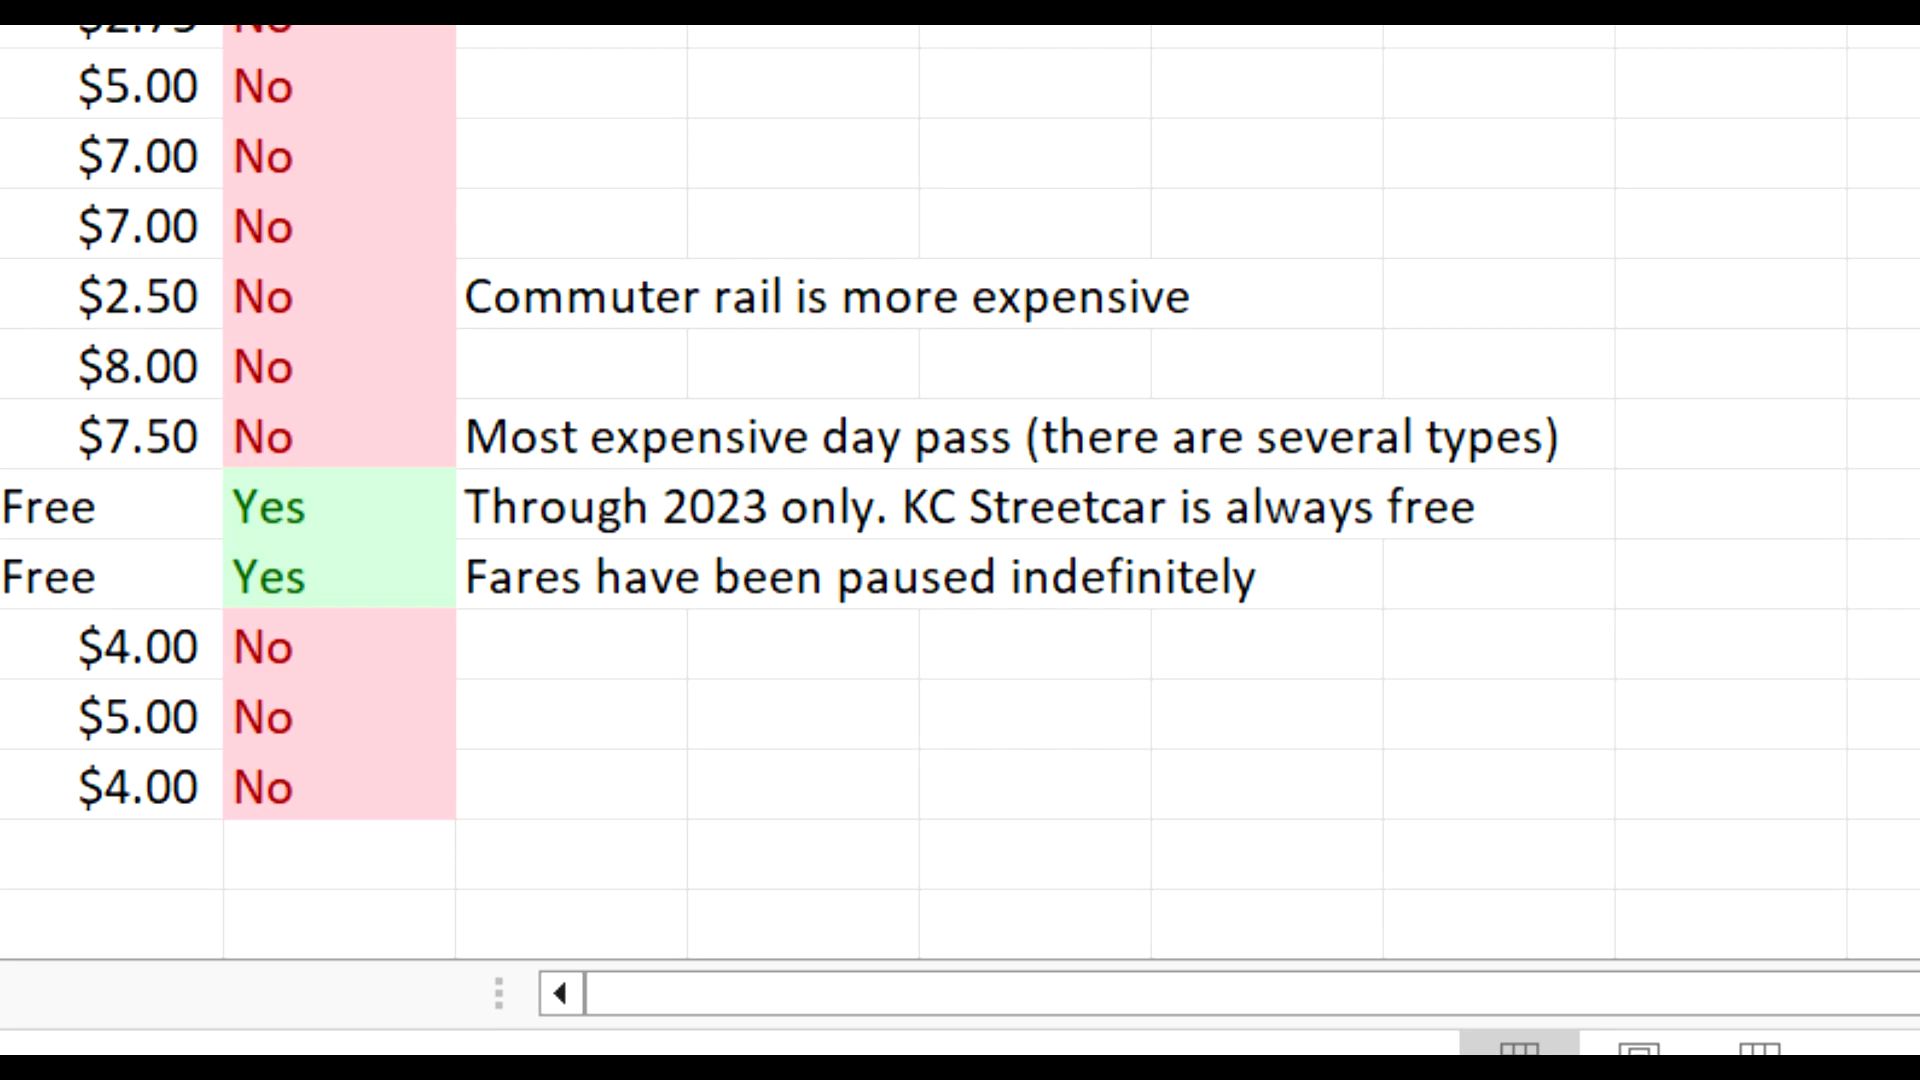 $2.75 No
$5.00 No
$7.00 No
$7.00 No
$2.50 No Commuter rail is more expensive
$8.00 No
$7.50 No Most expensive day pass (there are several types)
Free Yes Through 2023 only. KC Streetcar is always free
Free Yes Fares have been paused indefinitely
$4.00 No
$5.00 No
$4.00 No